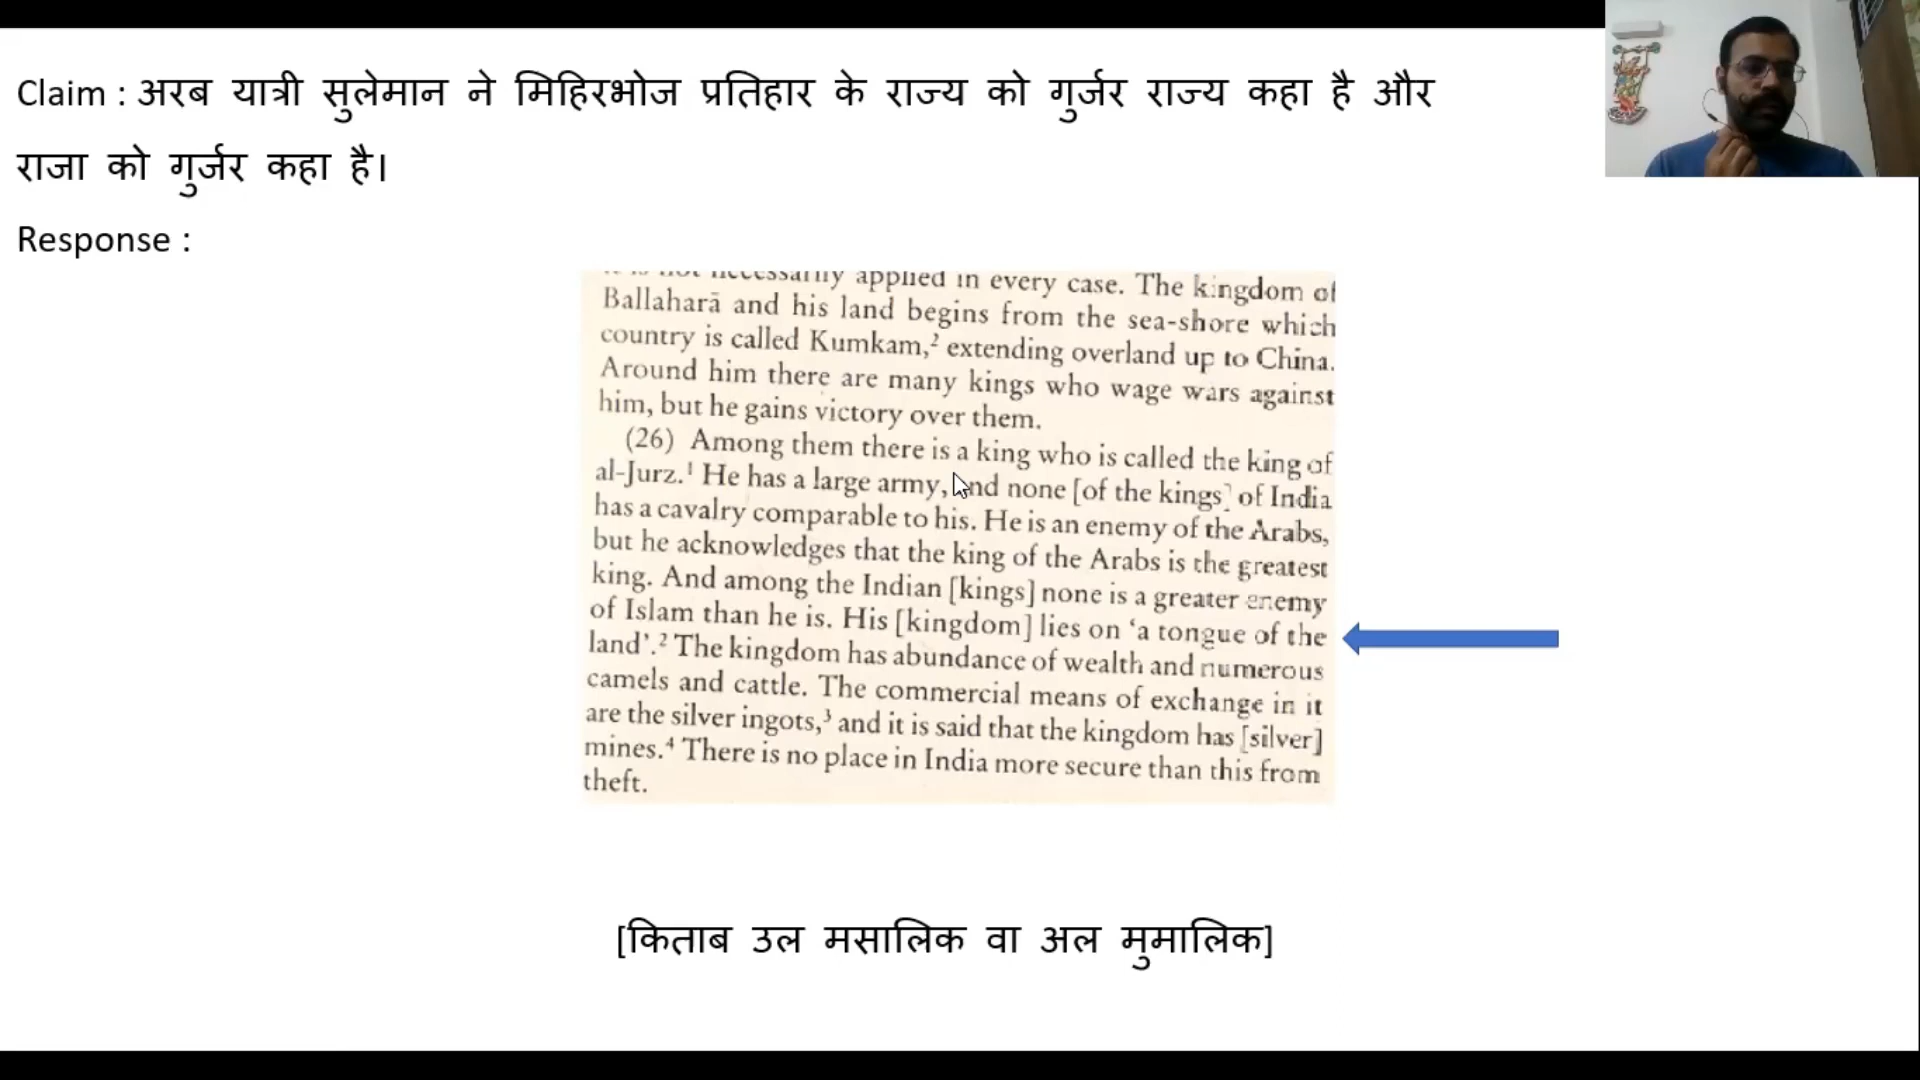 Claim : अरब यात्री सुलेमान ने मिहिरभोज प्रतिहार के राज्य को गुर्जर राज्य कहा है और
राजा को गुर्जर कहा है।
Response :
necessarily applied in every case. The kingdom of
Ballaharā and his land begins from the sea-shore which
country is called Kumkam,² extending overland up to China.
Around him there are many kings who wage wars against
him, but he gains victory over them.
(26) Among them there is a king who is called the king of
al-Jurz.¹ He has a large army, and none [of the kings] of India
has a cavalry comparable to his. He is an enemy of the Arabs,
but he acknowledges that the king of the Arabs is the greatest
king. And among the Indian [kings] none is a greater enemy
of Islam than he is. His [kingdom] lies on ‘a tongue of the
land’.² The kingdom has abundance of wealth and numerous
camels and cattle. The commercial means of exchange in it
are the silver ingots,³ and it is said that the kingdom has [silver]
mines.⁴ There is no place in India more secure than this from
theft.
[किताब उल मसालिक वा अल मुमालिक]